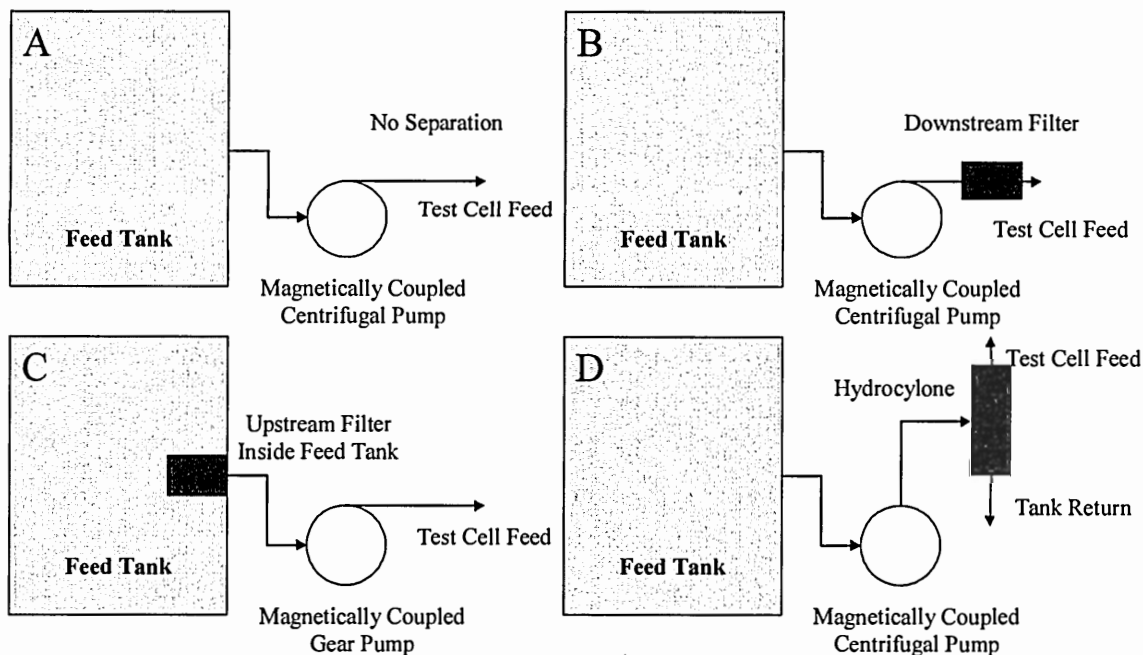 A
No Separation
Test Cell Feed
Feed Tank
Magnetically Coupled
Centrifugal Pump
B
Downstream Filter
Test Cell Feed
Feed Tank
Magnetically Coupled
Centrifugal Pump
C
Upstream Filter
Inside Feed Tank
Test Cell Feed
Feed Tank
Magnetically Coupled
Gear Pump
D
Test Cell Feed
Hydrocylone
Tank Return
Feed Tank
Magnetically Coupled
Centrifugal Pump